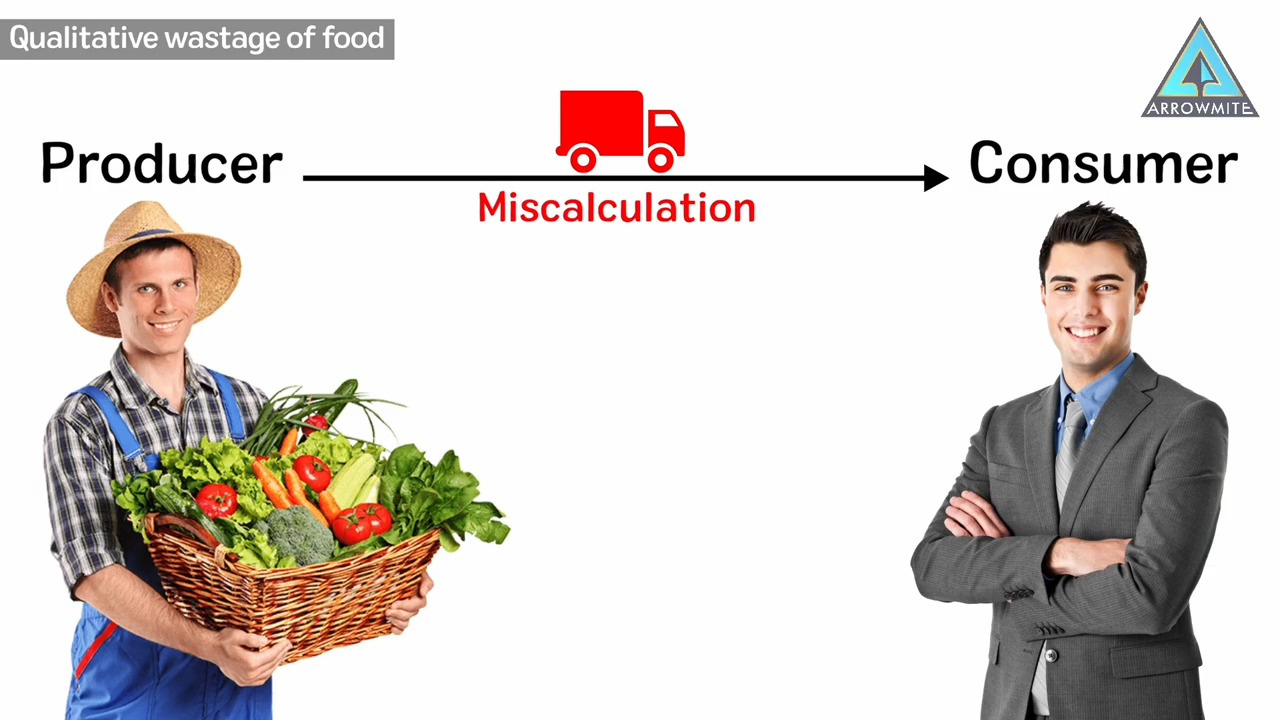 Qualitative wastage of food
ARROWMITE
Producer
Consumer
Miscalculation